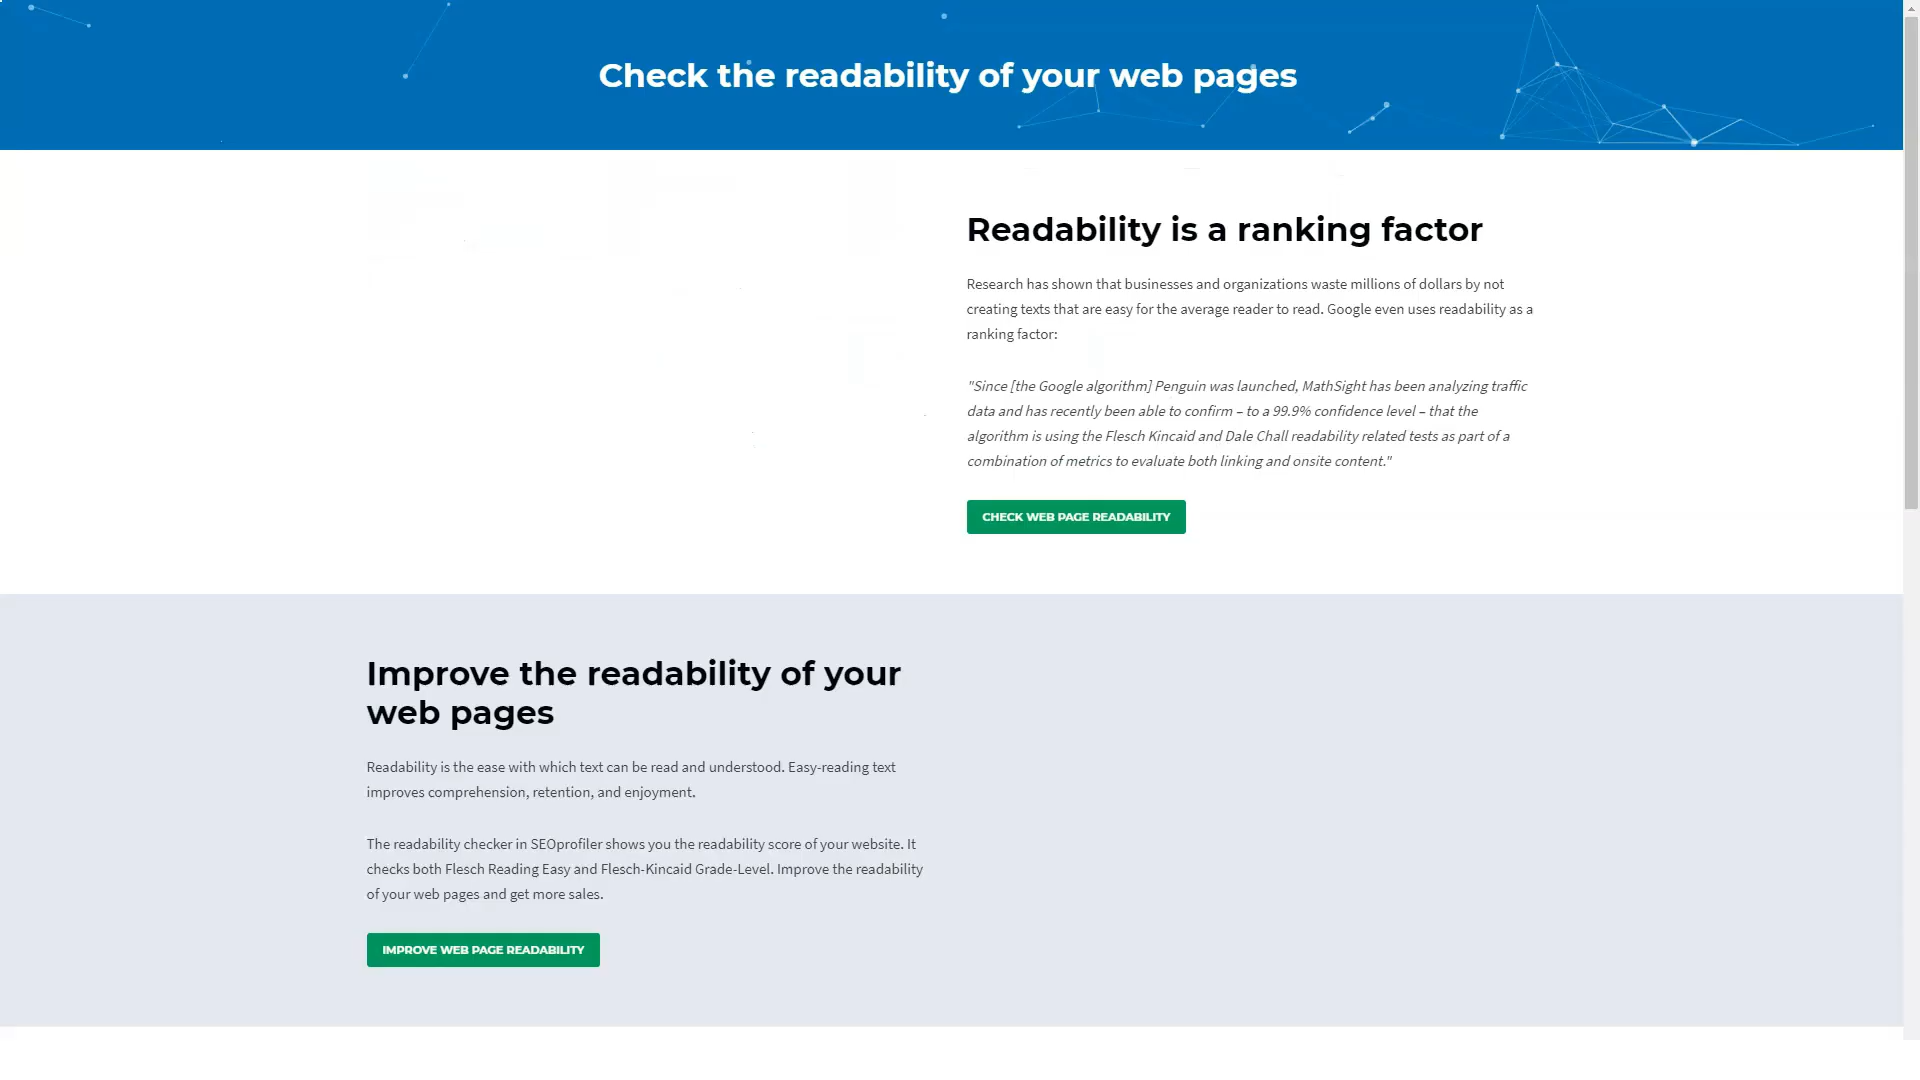 Check the readability of your web pages
Readability is a ranking factor
Research has shown that businesses and organizations waste millions of dollars by not
creating texts that are easy for the average reader to read. Google even uses readability as a
ranking factor:
"Since [the Google algorithm] Penguin was launched, MathSight has been analyzing traffic
data and has recently been able to confirm – to a 99.9% confidence level – that the
algorithm is using the Flesch Kincaid and Dale Chall readability related tests as part of a
combination of metrics to evaluate both linking and onsite content."
CHECK WEB PAGE READABILITY
Improve the readability of your
web pages
Readability is the ease with which text can be read and understood. Easy-reading text
improves comprehension, retention, and enjoyment.
The readability checker in SEOprofiler shows you the readability score of your website. It
checks both Flesch Reading Easy and Flesch-Kincaid Grade-Level. Improve the readability
of your web pages and get more sales.
IMPROVE WEB PAGE READABILITY